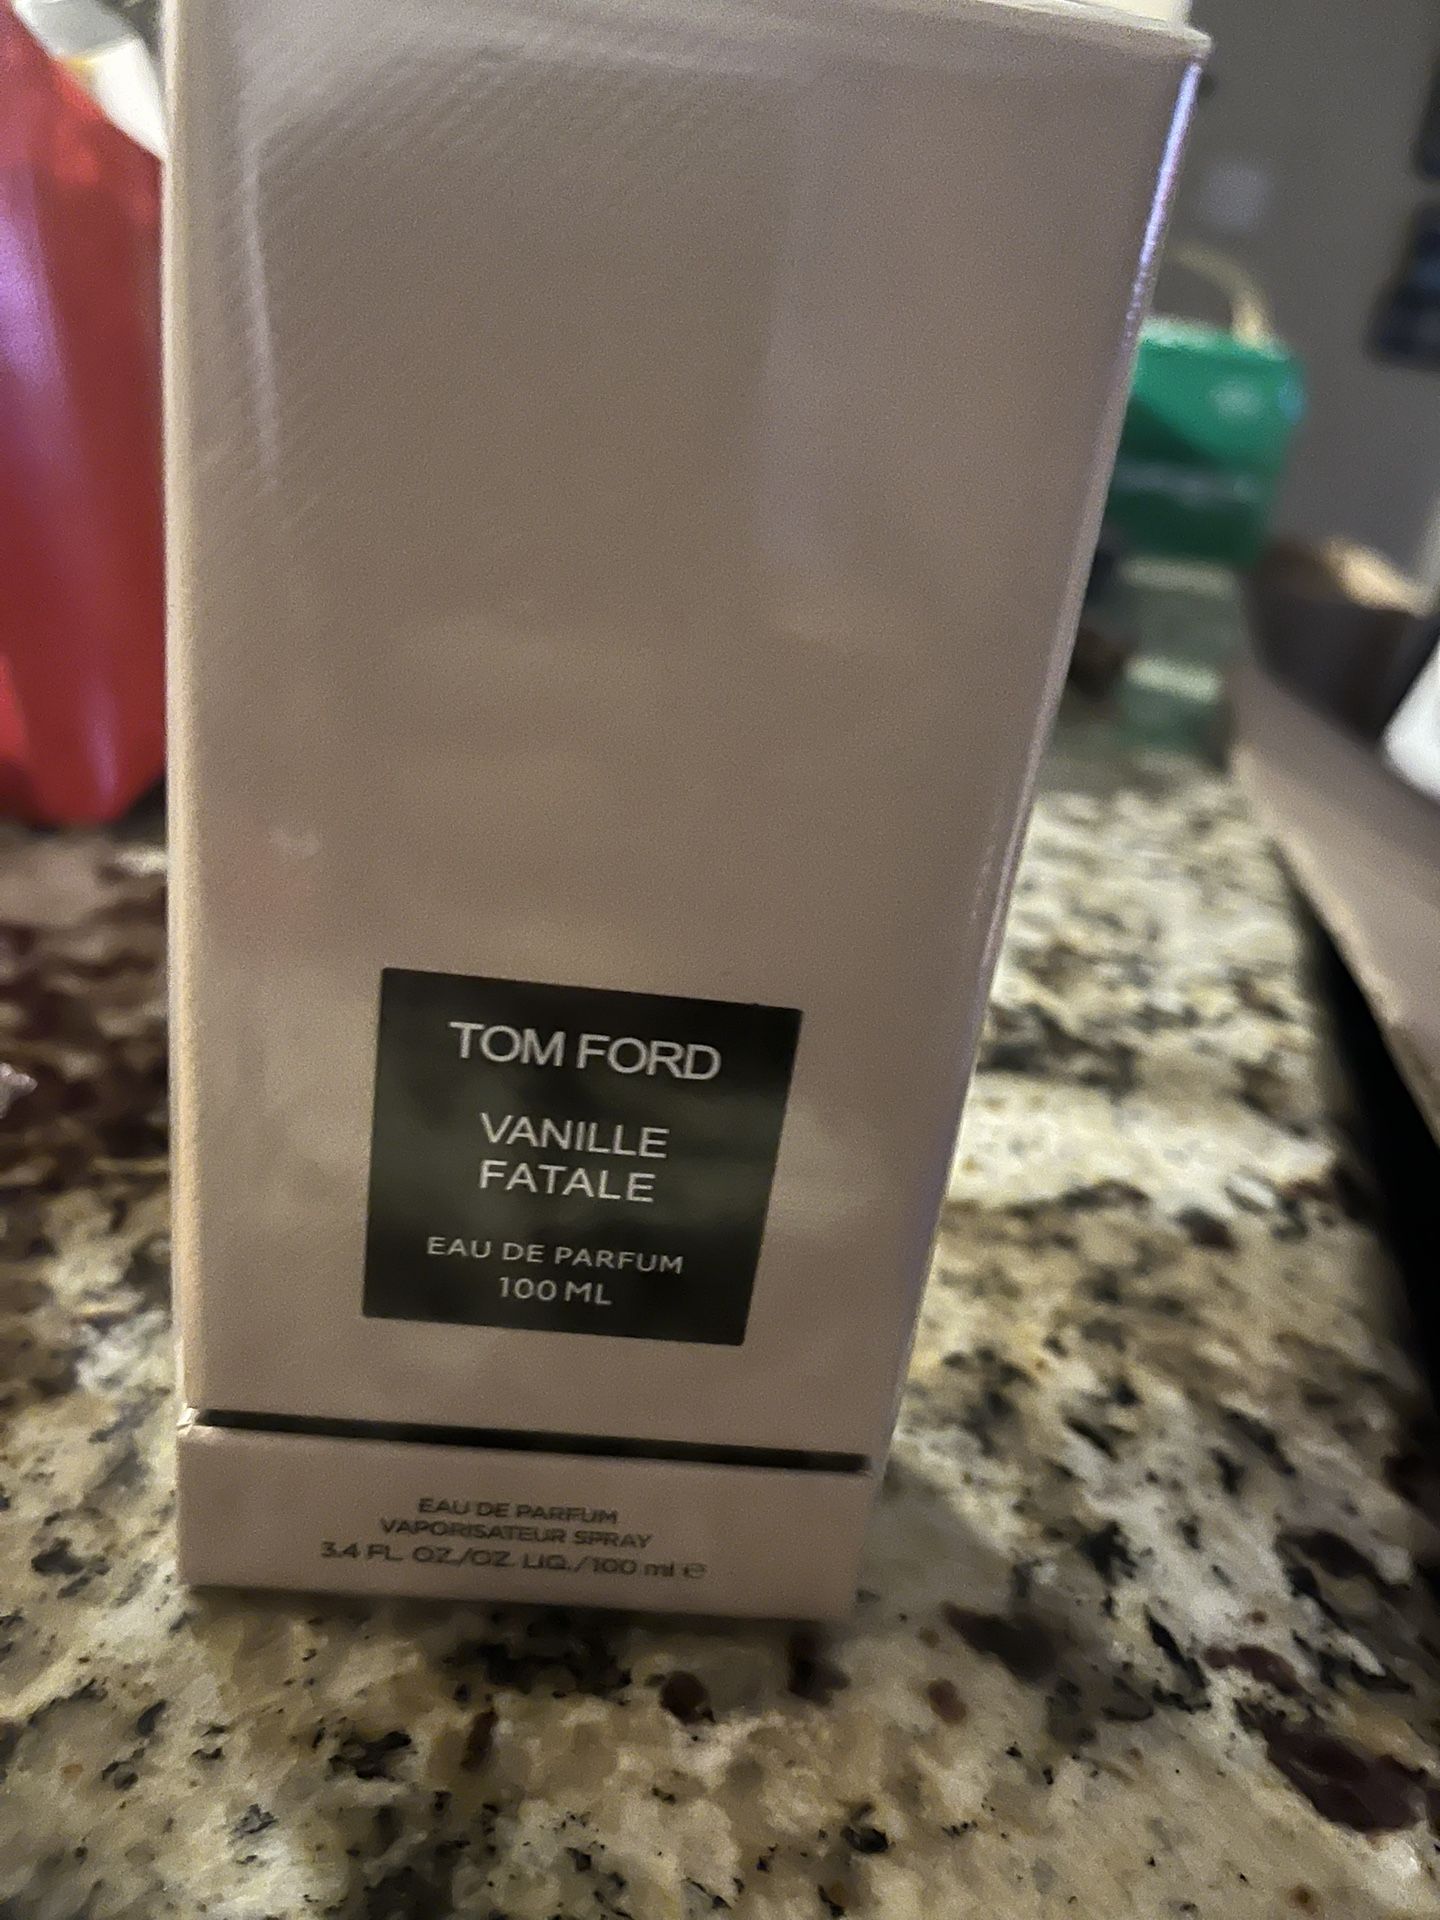 TOM FORD
VANILLE
FATALE
EAU DE PARFUM
100 ML
EAU DE PARFUM
VAPORISATEUR SPRAY
3.4 FL. OZ./OZ. LIQ./100 ml ℮